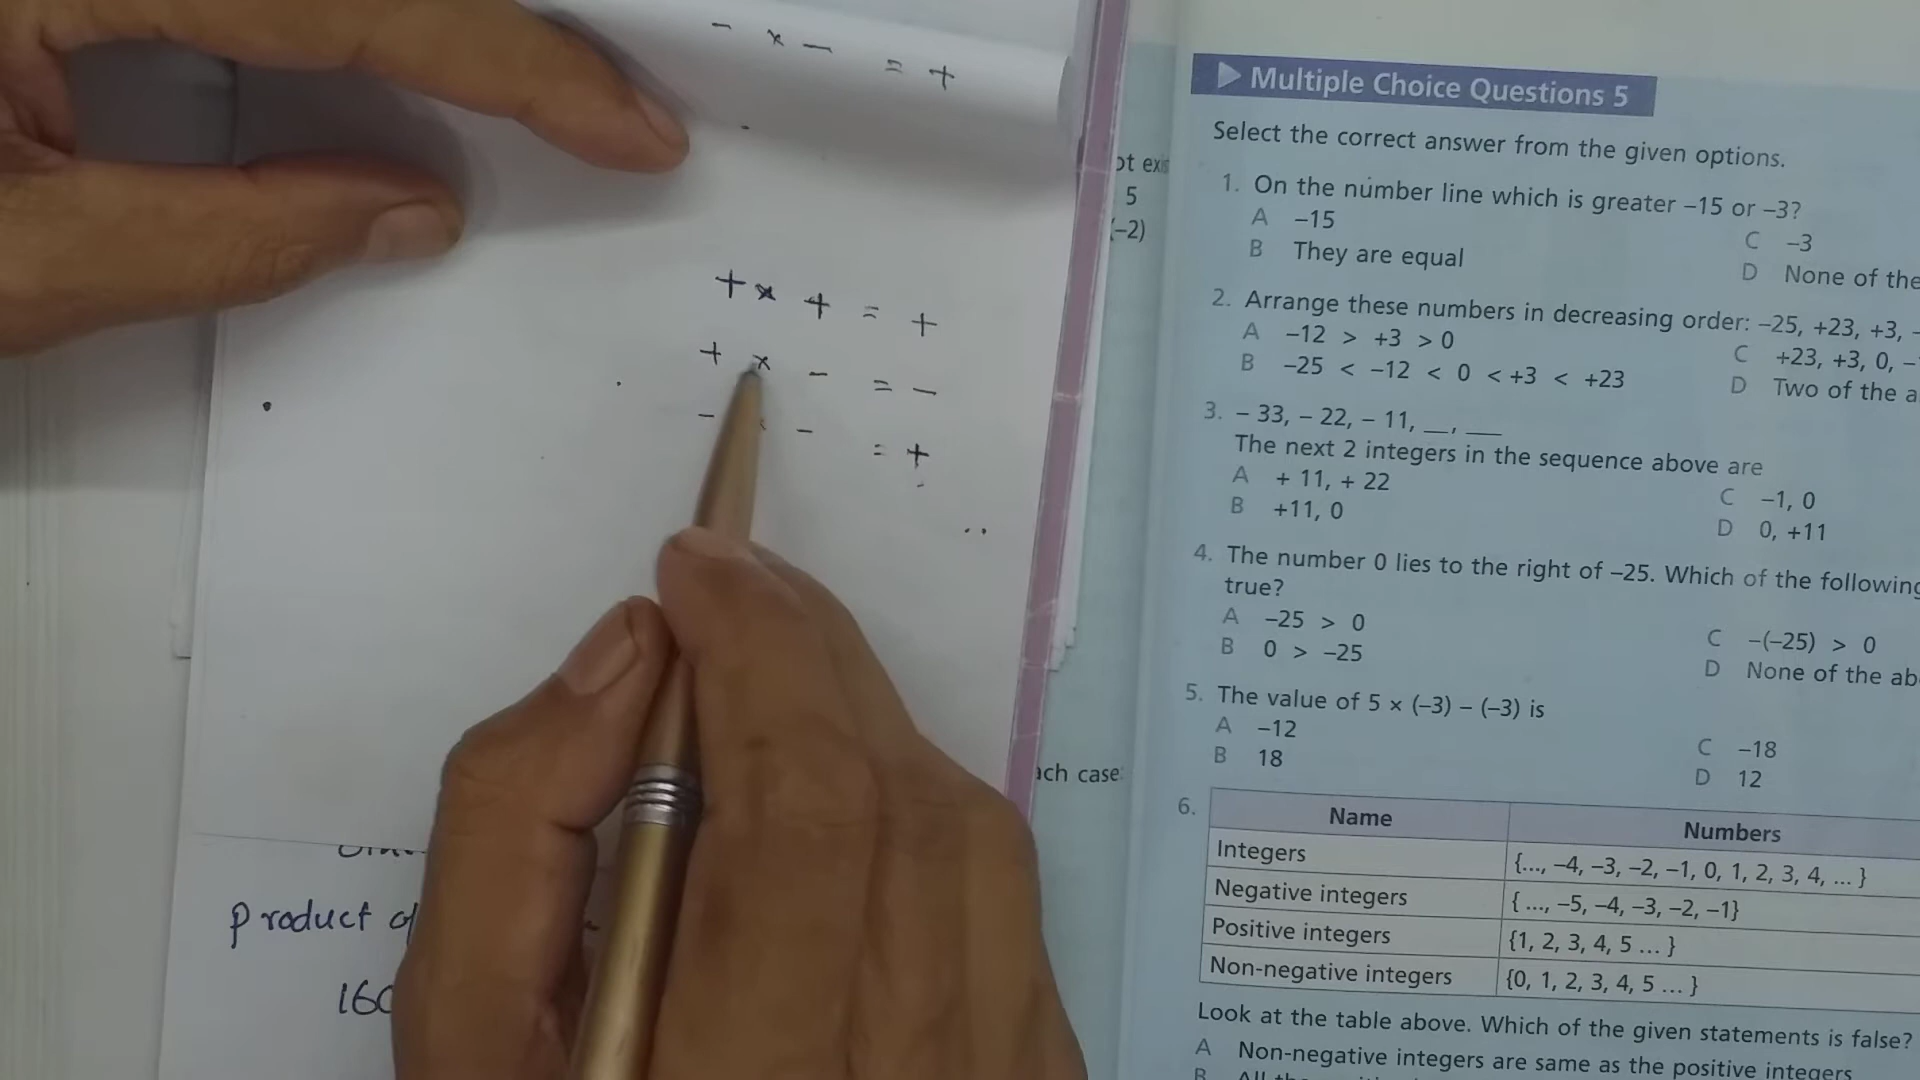 - × - = +
+ × + = +
+ × - = -
- × - = +
product
160
5
(-2)
▶ Multiple Choice Questions 5
Select the correct answer from the given options.
1. On the number line which is greater –15 or –3?
A –15
C –3
B They are equal
D None of the
2. Arrange these numbers in decreasing order: –25, +23, +3, –
A –12 > +3 > 0
C +23, +3, 0, –
B –25 < –12 < 0 < +3 < +23
D Two of the a
3. – 33, – 22, – 11, __, ___
The next 2 integers in the sequence above are
A + 11, + 22
C –1, 0
B +11, 0
D 0, +11
4. The number 0 lies to the right of –25. Which of the following
true?
A –25 > 0
C –(–25) > 0
B 0 > –25
D None of the ab
5. The value of 5 × (–3) – (–3) is
A –12
C –18
B 18
D 12
ach case:
6. Name Numbers
Integers {..., –4, –3, –2, –1, 0, 1, 2, 3, 4, ... }
Negative integers { ..., –5, –4, –3, –2, –1}
Positive integers {1, 2, 3, 4, 5 ... }
Non-negative integers {0, 1, 2, 3, 4, 5 ... }
Look at the table above. Which of the given statements is false?
A Non-negative integers are same as the positive integers
B